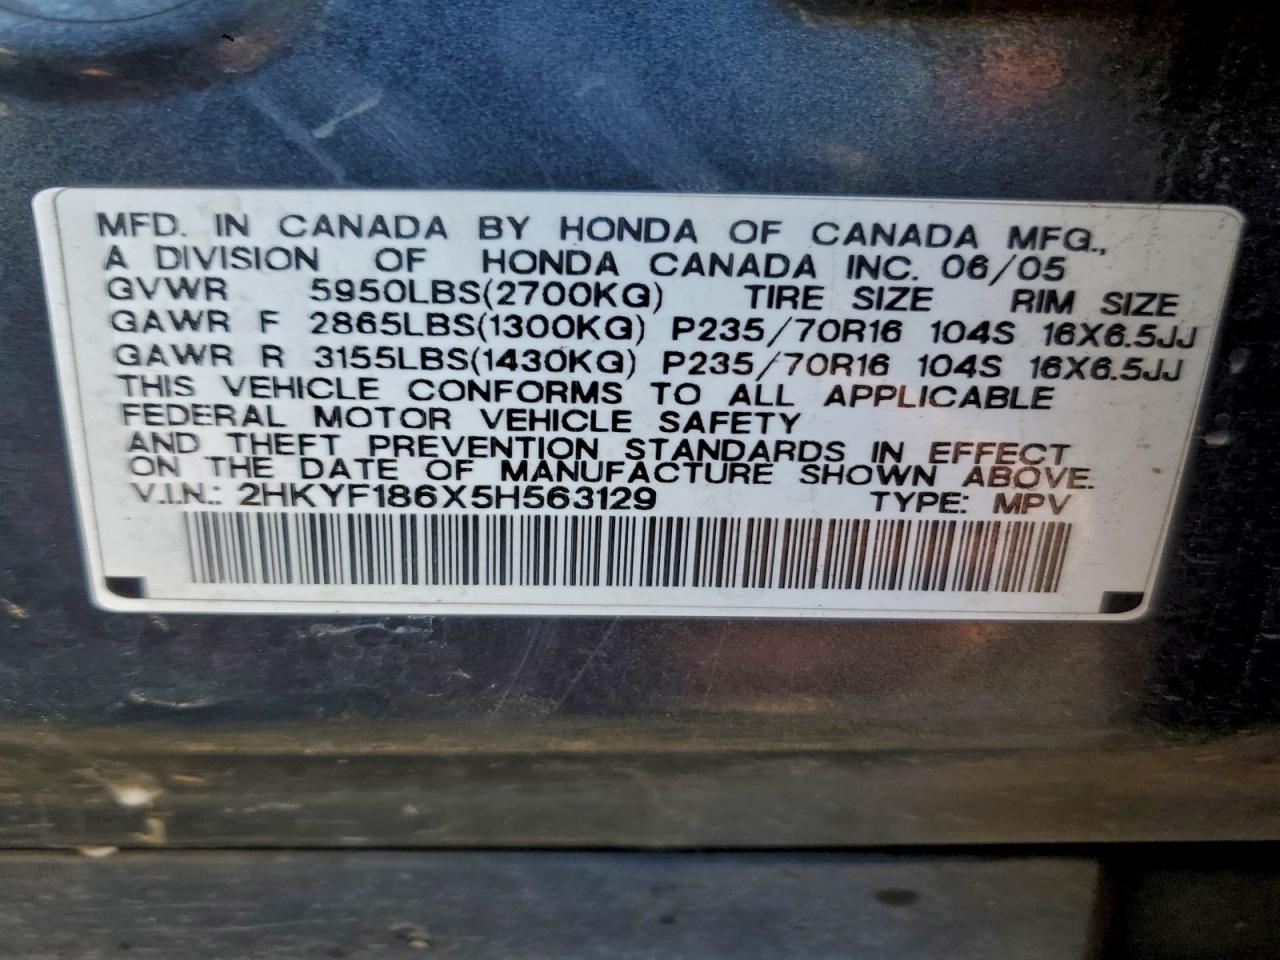 MFD. IN CANADA BY HONDA OF CANADA MFG.,
A DIVISION OF HONDA CANADA INC. 06/05
GVWR 5950LBS(2700KG) TIRE SIZE RIM SIZE
GAWR F 2865LBS(1300KG) P235/70R16 104S 16X6.5JJ
GAWR R 3155LBS(1430KG) P235/70R16 104S 16X6.5JJ
THIS VEHICLE CONFORMS TO ALL APPLICABLE
FEDERAL MOTOR VEHICLE SAFETY
AND THEFT PREVENTION STANDARDS IN EFFECT
ON THE DATE OF MANUFACTURE SHOWN ABOVE.
V.I.N.: 2HKYF186X5H563129 TYPE: MPV